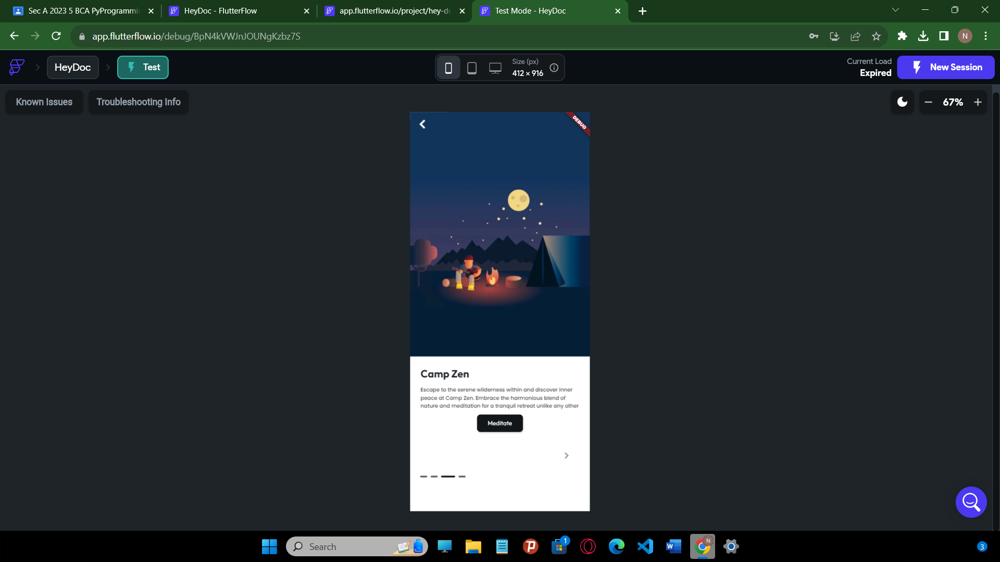 Sec A 2023 5 BCA PyProgrammi
HeyDoc - FlutterFlow
app.flutterflow.io/project/hey-do
Test Mode - HeyDoc
app.flutterflow.io/debug/BpN4kVWJnJOUNgKzbz7S
N
HeyDoc
Test
Size (px)
412 × 916
Current Load
Expired
New Session
Known Issues
Troubleshooting Info
67%
DEBUG
Camp Zen
Escape to the serene wilderness within and discover inner
peace at Camp Zen. Embrace the harmonious blend of
nature and meditation for a tranquil retreat unlike any other
Meditate
Search
1
W
N
3